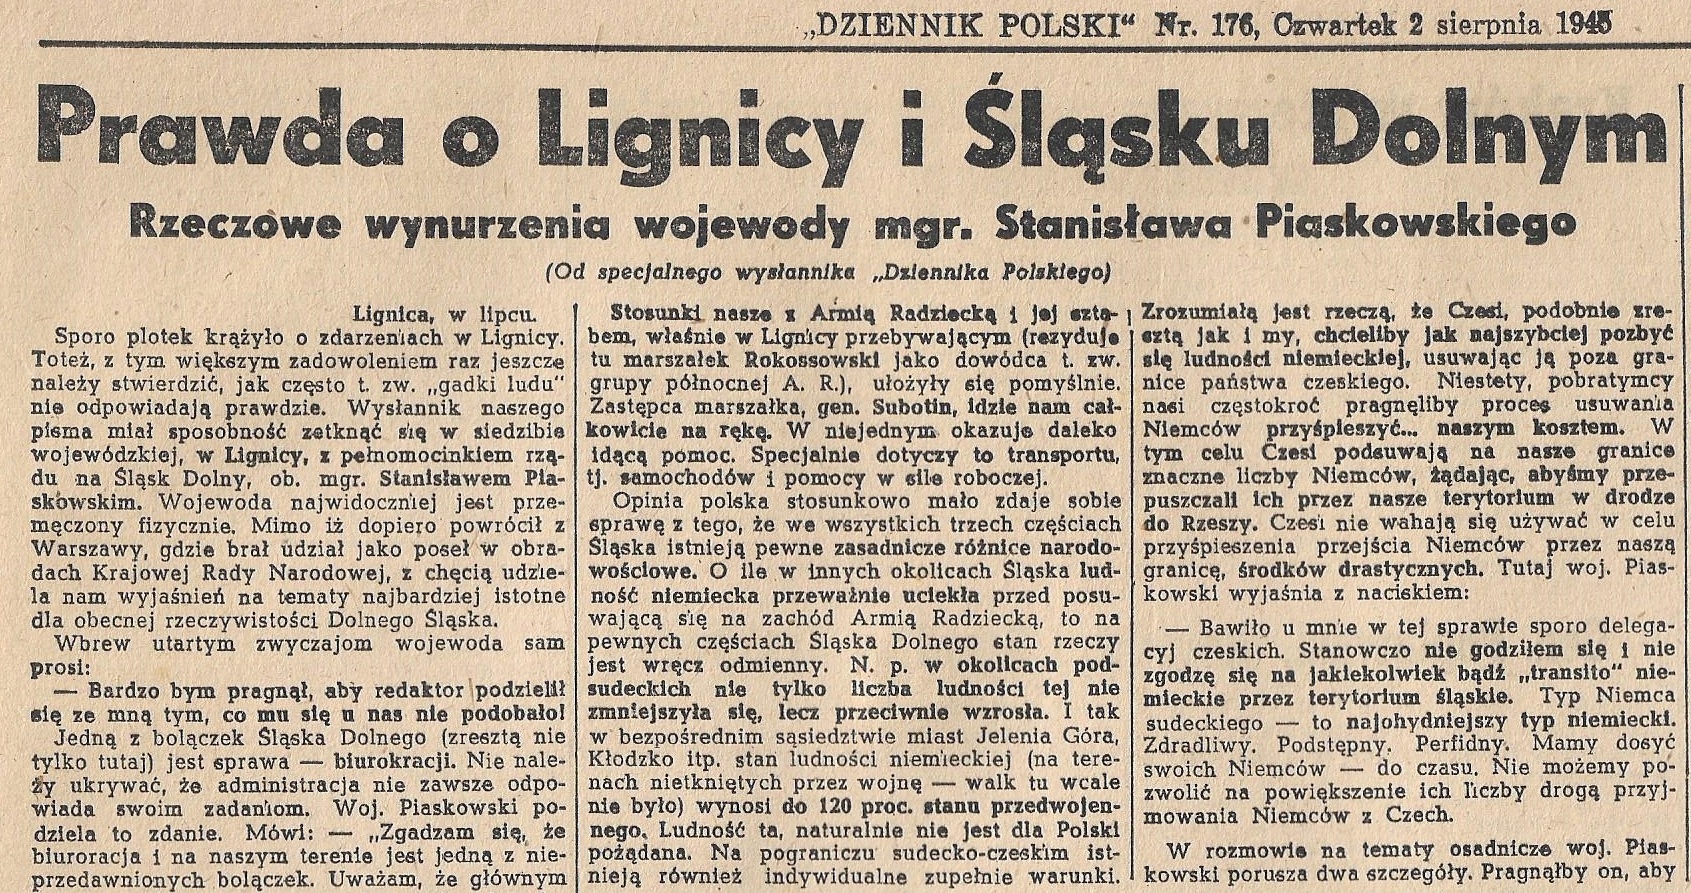 „DZIENNIK POLSKI“ Nr. 176, Czwartek 2 sierpnia 1945
Prawda o Lignicy i Śląsku Dolnym
Rzeczowe wynurzenia wojewody mgr. Stanisława Piaskowskiego
(Od specjalnego wysłannika „Dziennika Polskiego)
Lignica, w lipcu.
Sporo plotek krążyło o zdarzeniach w Lignicy.
Toteż, z tym większym zadowoleniem raz jeszcze
należy stwierdzić, jak często t. zw. „gadki ludu“
nie odpowiadają prawdzie. Wysłannik naszego
pisma miał sposobność zetknąć się w siedzibie
wojewódzkiej, w Lignicy, z pełnomocinkiem rzą-
du na Śląsk Dolny, ob. mgr. Stanisławem Pia-
skowskim. Wojewoda najwidoczniej jest prze-
męczony fizycznie. Mimo iż dopiero powrócił z
Warszawy, gdzie brał udział jako poseł w obra-
dach Krajowej Rady Narodowej, z chęcią udzie-
la nam wyjaśnień na tematy najbardziej istotne
dla obecnej rzeczywistości Dolnego Śląska.
Wbrew utartym zwyczajom wojewoda sam
prosi:
— Bardzo bym pragnął, aby redaktor podzielił
się ze mną tym, co mu się u nas nie podobało!
Jedną z bolączek Śląska Dolnego (zresztą nie
tylko tutaj) jest sprawa — biurokracji. Nie nale-
ży ukrywać, że administracja nie zawsze odpo-
wiada swoim zadaniom. Woj. Piaskowski po-
dziela to zdanie. Mówi: — „Zgadzam się, że
biuroracja i na naszym terenie jest jedną z nie-
przedawnionych bolączek. Uważam, że głównym
Stosunki nasze z Armią Radziecką i jej szta-
bem, właśnie w Lignicy przebywającym (rezyduje
tu marszałek Rokossowski jako dowódca t. zw.
grupy północnej A. R.), ułożyły się pomyślnie.
Zastępca marszałka, gen. Subotin, idzie nam cał-
kowicie na rękę. W niejednym okazuje daleko
idącą pomoc. Specjalnie dotyczy to transportu,
tj. samochodów i pomocy w sile roboczej.
Opinia polska stosunkowo mało zdaje sobie
sprawę z tego, że we wszystkich trzech częściach
Śląska istnieją pewne zasadnicze różnice narodo-
wościowe. O ile w innych okolicach Śląska lud-
ność niemiecka przeważnie uciekła przed posu-
wającą się na zachód Armią Radziecką, to na
pewnych częściach Śląska Dolnego stan rzeczy
jest wręcz odmienny. N. p. w okolicach pod-
sudeckich nie tylko liczba ludności tej nie
zmniejszyła się, lecz przeciwnie wzrosła. I tak
w bezpośrednim sąsiedztwie miast Jelenia Góra,
Kłodzko itp. stan ludności niemieckiej (na tere-
nach nietkniętych przez wojnę — walk tu wcale
nie było) wynosi do 120 proc. stanu przedwojen-
nego. Ludność ta, naturalnie nie jest dla Polski
pożądana. Na pograniczu sudecko-czeskim ist-
nieją również indywidualne zupełnie warunki.
Zrozumiałą jest rzeczą, że Czesi, podobnie zre-
sztą jak i my, chcieliby jak najszybciej pozbyć
się ludności niemieckiej, usuwając ją poza gra-
nice państwa czeskiego. Niestety, pobratymcy
nasi częstokroć pragnęliby proces usuwania
Niemców przyśpieszyć... naszym kosztem. W
tym celu Czesi podsuwają na nasze granice
znaczne liczby Niemców, żądając, abyśmy prze-
puszczali ich przez nasze terytorium w drodze
do Rzeszy. Czesi nie wahają się używać w celu
przyśpieszenia przejścia Niemców przez naszą
granicę, środków drastycznych. Tutaj woj. Pias-
kowski wyjaśnia z naciskiem:
— Bawiło u mnie w tej sprawie sporo delega-
cyj czeskich. Stanowczo nie godziłem się i nie
zgodzę się na jakiekolwiek bądź „transito“ nie-
mieckie przez terytorium śląskie. Typ Niemca
sudeckiego — to najohydniejszy typ niemiecki.
Zdradliwy. Podstępny. Perfidny. Mamy dosyć
swoich Niemców — do czasu. Nie możemy po-
zwolić na powiększenie ich liczby drogą przyj-
mowania Niemców z Czech.
W rozmowie na tematy osadnicze woj. Pias-
kowski porusza dwa szczegóły. Pragnąłby on, aby